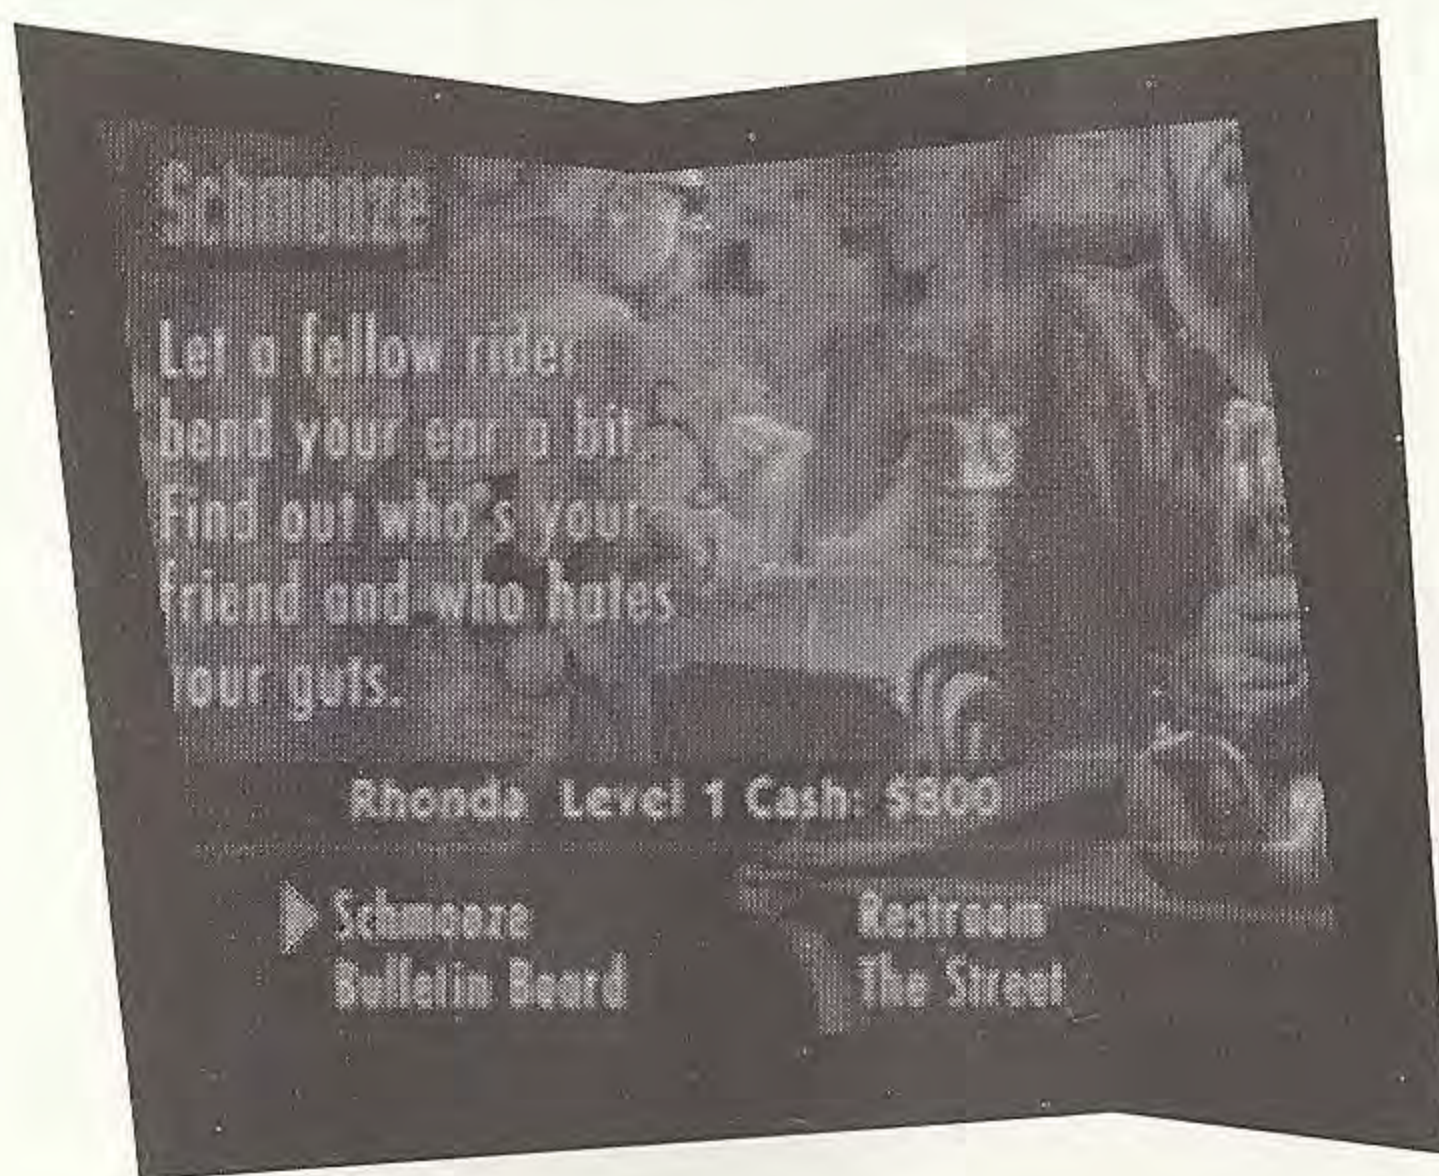 Schmooze
Let a fellow rider
bend your ear a bit
Find out who's your
friend and who hates
your guts.
Rhonda Level 1 Cash: $800
Schmooze Restroom
Bulletin Board The Street